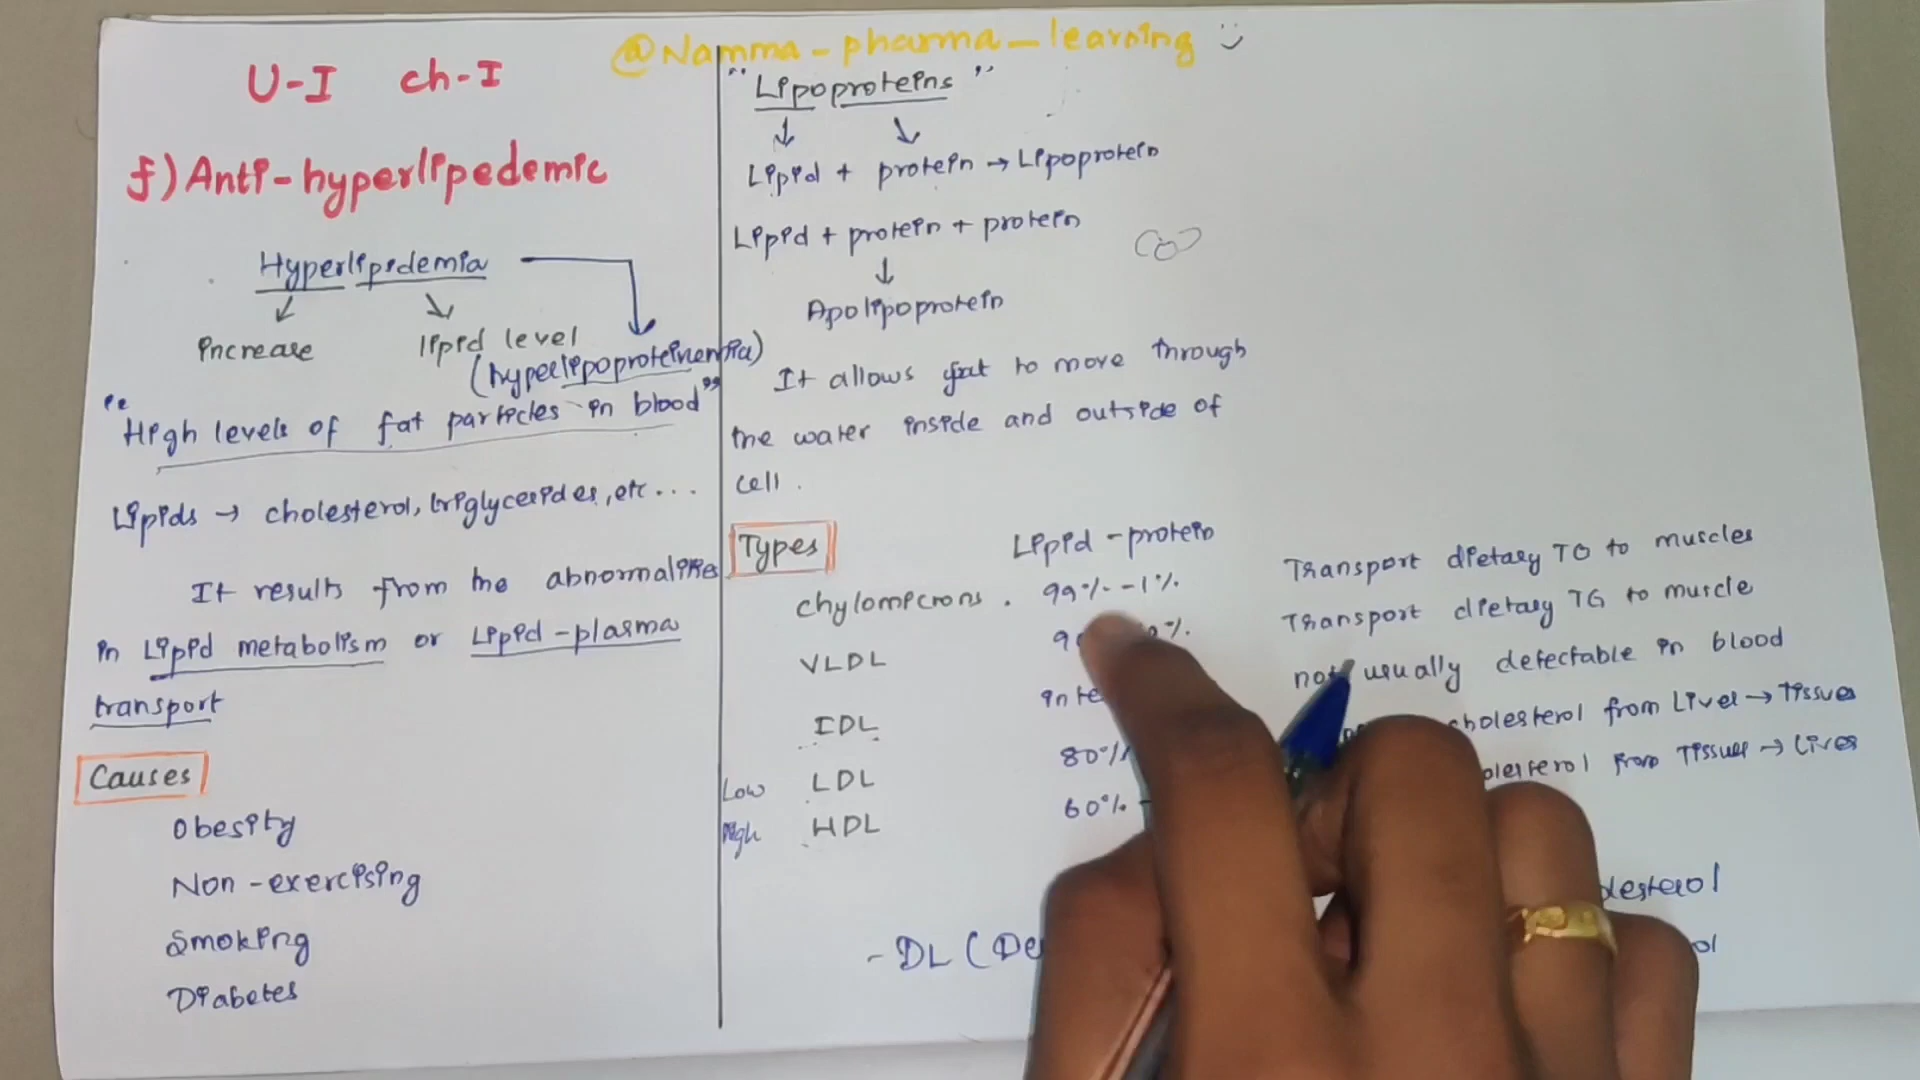 @Namma-pharma-learning
U-I ch-I
f) Anti-hyperlipedemic
Hyperlipidemia
increase lipid level
(hyperlipoproteinemia)
"High levels of fat particles in blood"
Lipids → cholesterol, triglycerides, etc...
It results from the abnormalities
in Lipid metabolism or Lipid-plasma
transport
Causes
Obesity
Non-exercising
Smoking
Diabetes
"Lipoproteins"
Lipid + protein → Lipoprotein
Lipid + protein + protein
↓
Apolipoprotein
It allows fat to move through
the water inside and outside of
cell.
Types Lipid - protein
chylomicrons. 99% - 1% Transport dietary TG to muscles
VLDL Transport dietary TG to muscle
IDL not usually detectable in blood
Low LDL 80% cholesterol from Liver → Tissues
High HDL 60% - from Tissues → Liver
- DL (